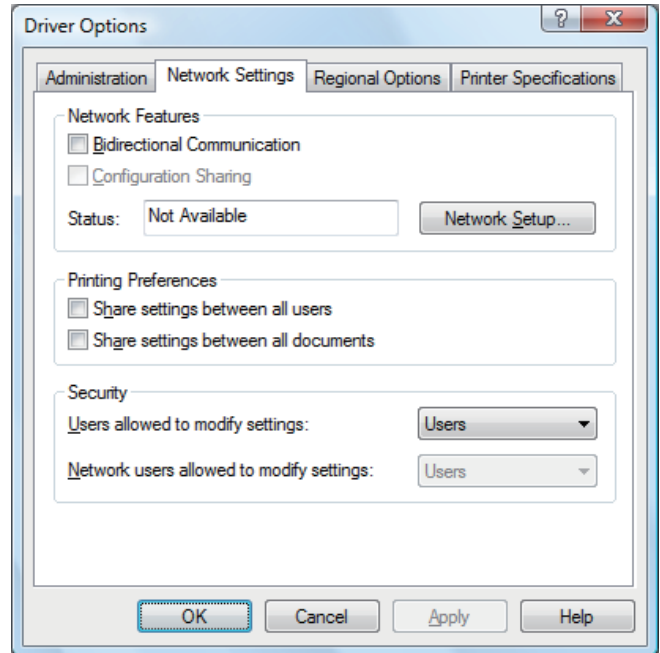 Driver Options
Administration Network Settings Regional Options Printer Specifications
Network Features
Bidirectional Communication
Configuration Sharing
Status: Not Available Network Setup...
Printing Preferences
Share settings between all users
Share settings between all documents
Security
Users allowed to modify settings: Users
Network users allowed to modify settings: Users
OK Cancel Apply Help